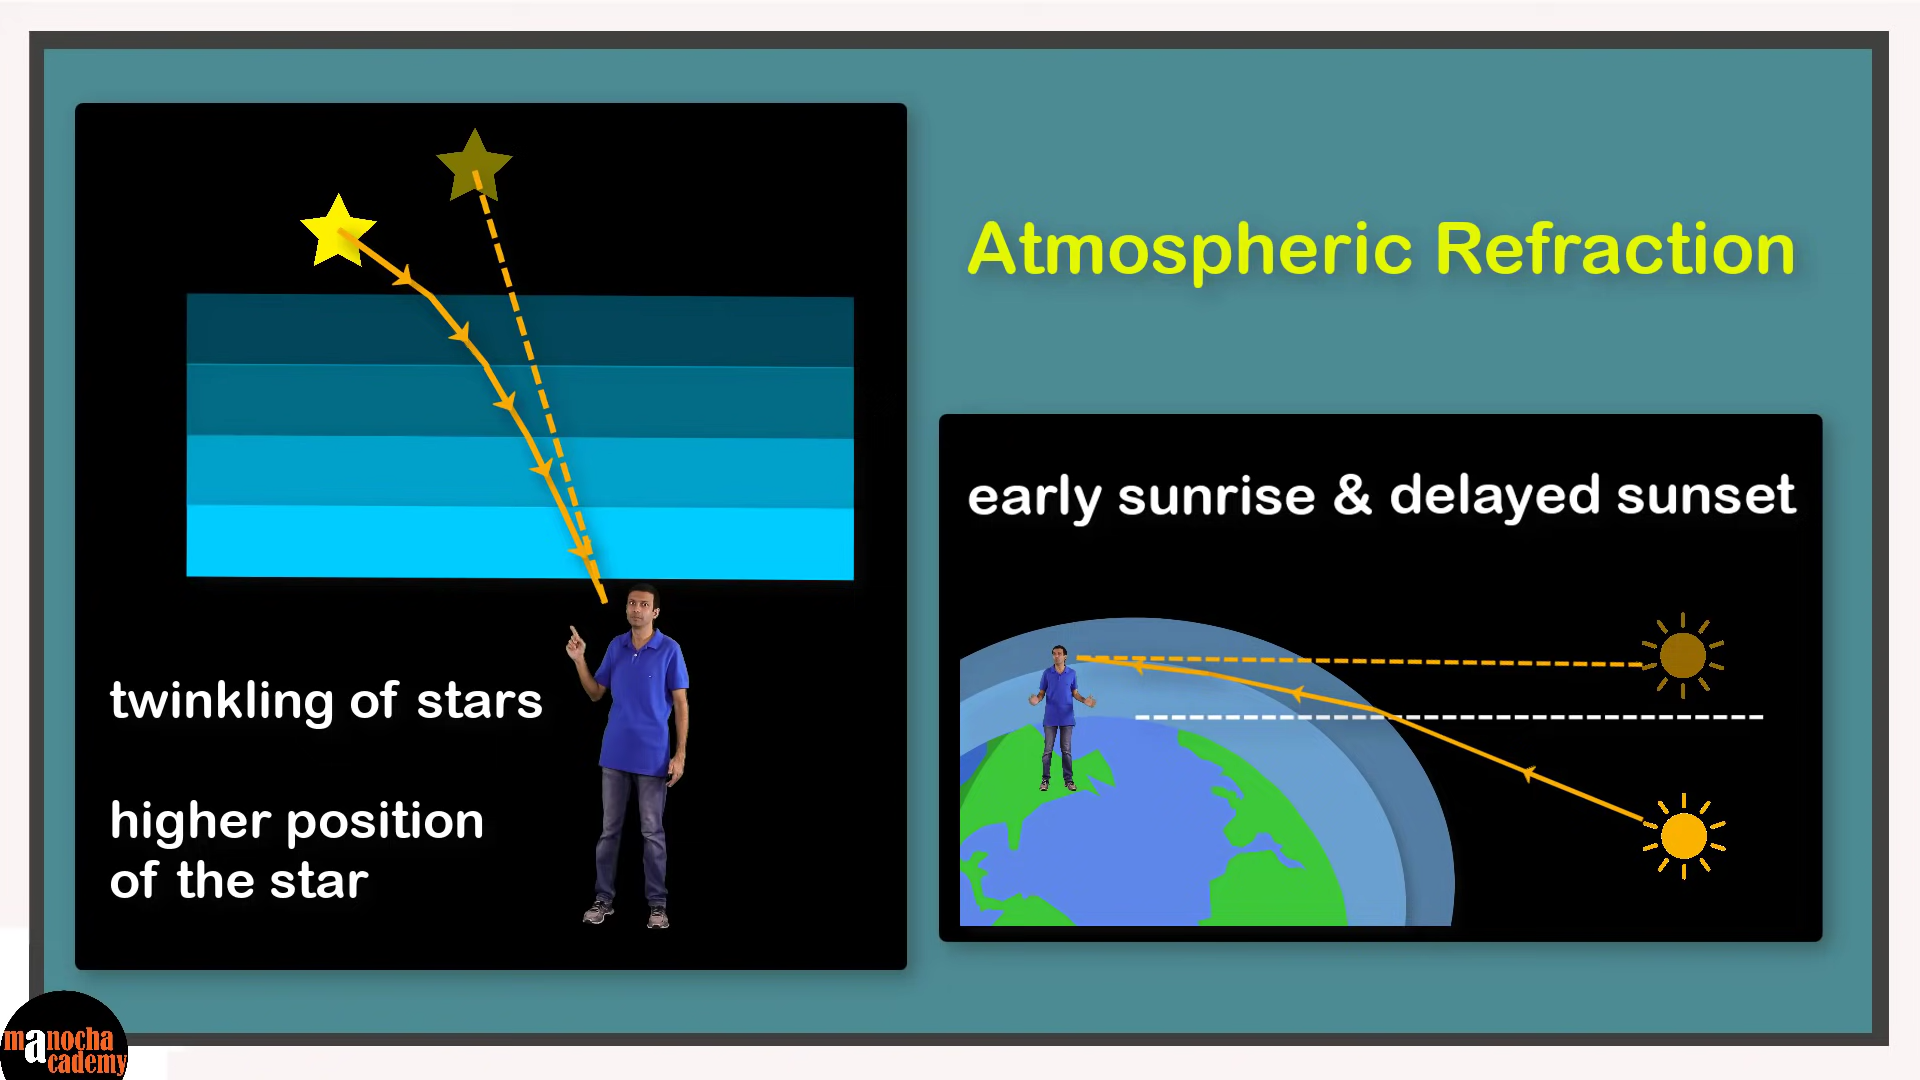 Atmospheric Refraction
twinkling of stars
higher position
of the star
early sunrise & delayed sunset
manocha
academy